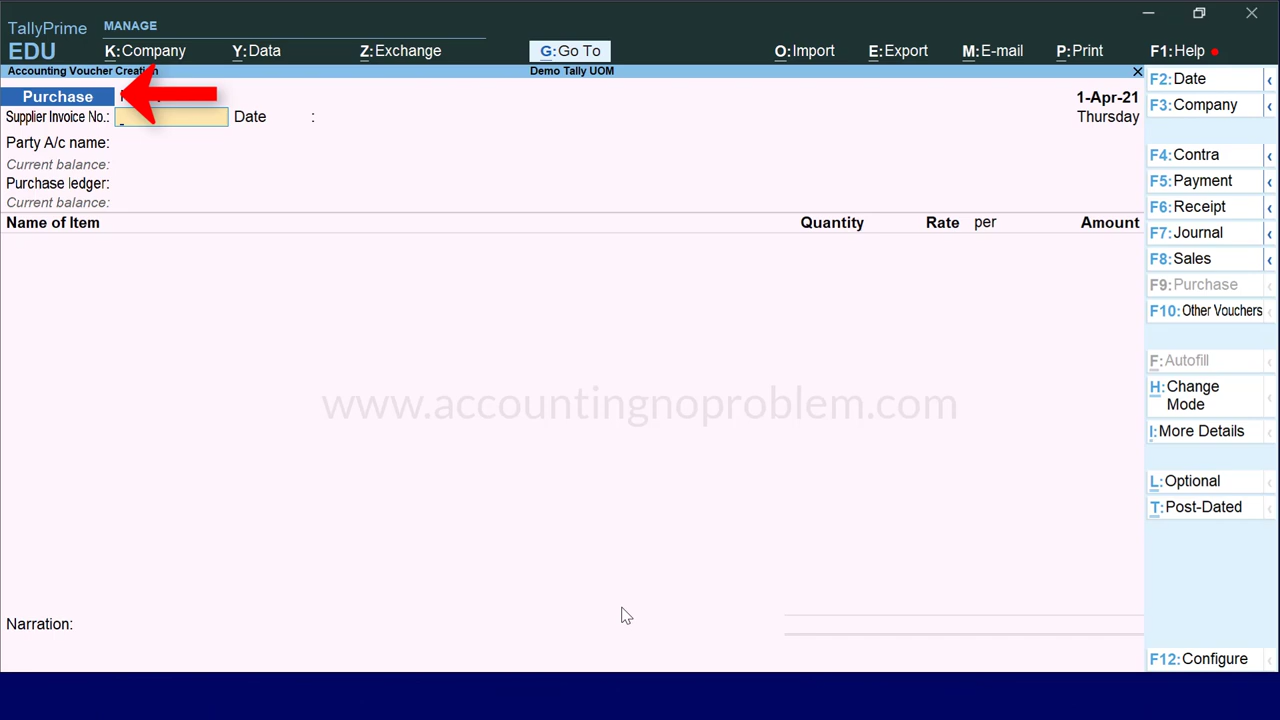 TallyPrime
MANAGE
EDU
K:Company
Y:Data
Z:Exchange
G:Go To
O:Import
E:Export
M:E-mail
P:Print
F1:Help
Accounting Voucher Creation
Demo Tally UOM
Purchase
1-Apr-21
Supplier Invoice No.:
Date :
Thursday
Party A/c name:
Current balance:
Purchase ledger:
Current balance:
Name of Item
Quantity
Rate
per
Amount
www.accountingnoproblem.com
Narration:
F2:Date
F3:Company
F4:Contra
F5:Payment
F6:Receipt
F7:Journal
F8:Sales
F9:Purchase
F10:Other Vouchers
F:Autofill
H:Change
Mode
I:More Details
L:Optional
T:Post-Dated
F12:Configure